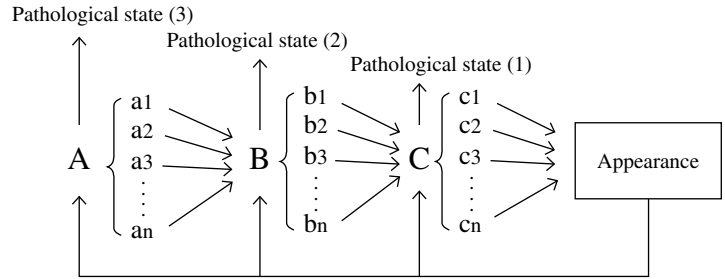 Pathological state (3)
Pathological state (2)
Pathological state (1)
A
a1
a2
a3
an
B
b1
b2
b3
bn
C
c1
c2
c3
cn
Appearance